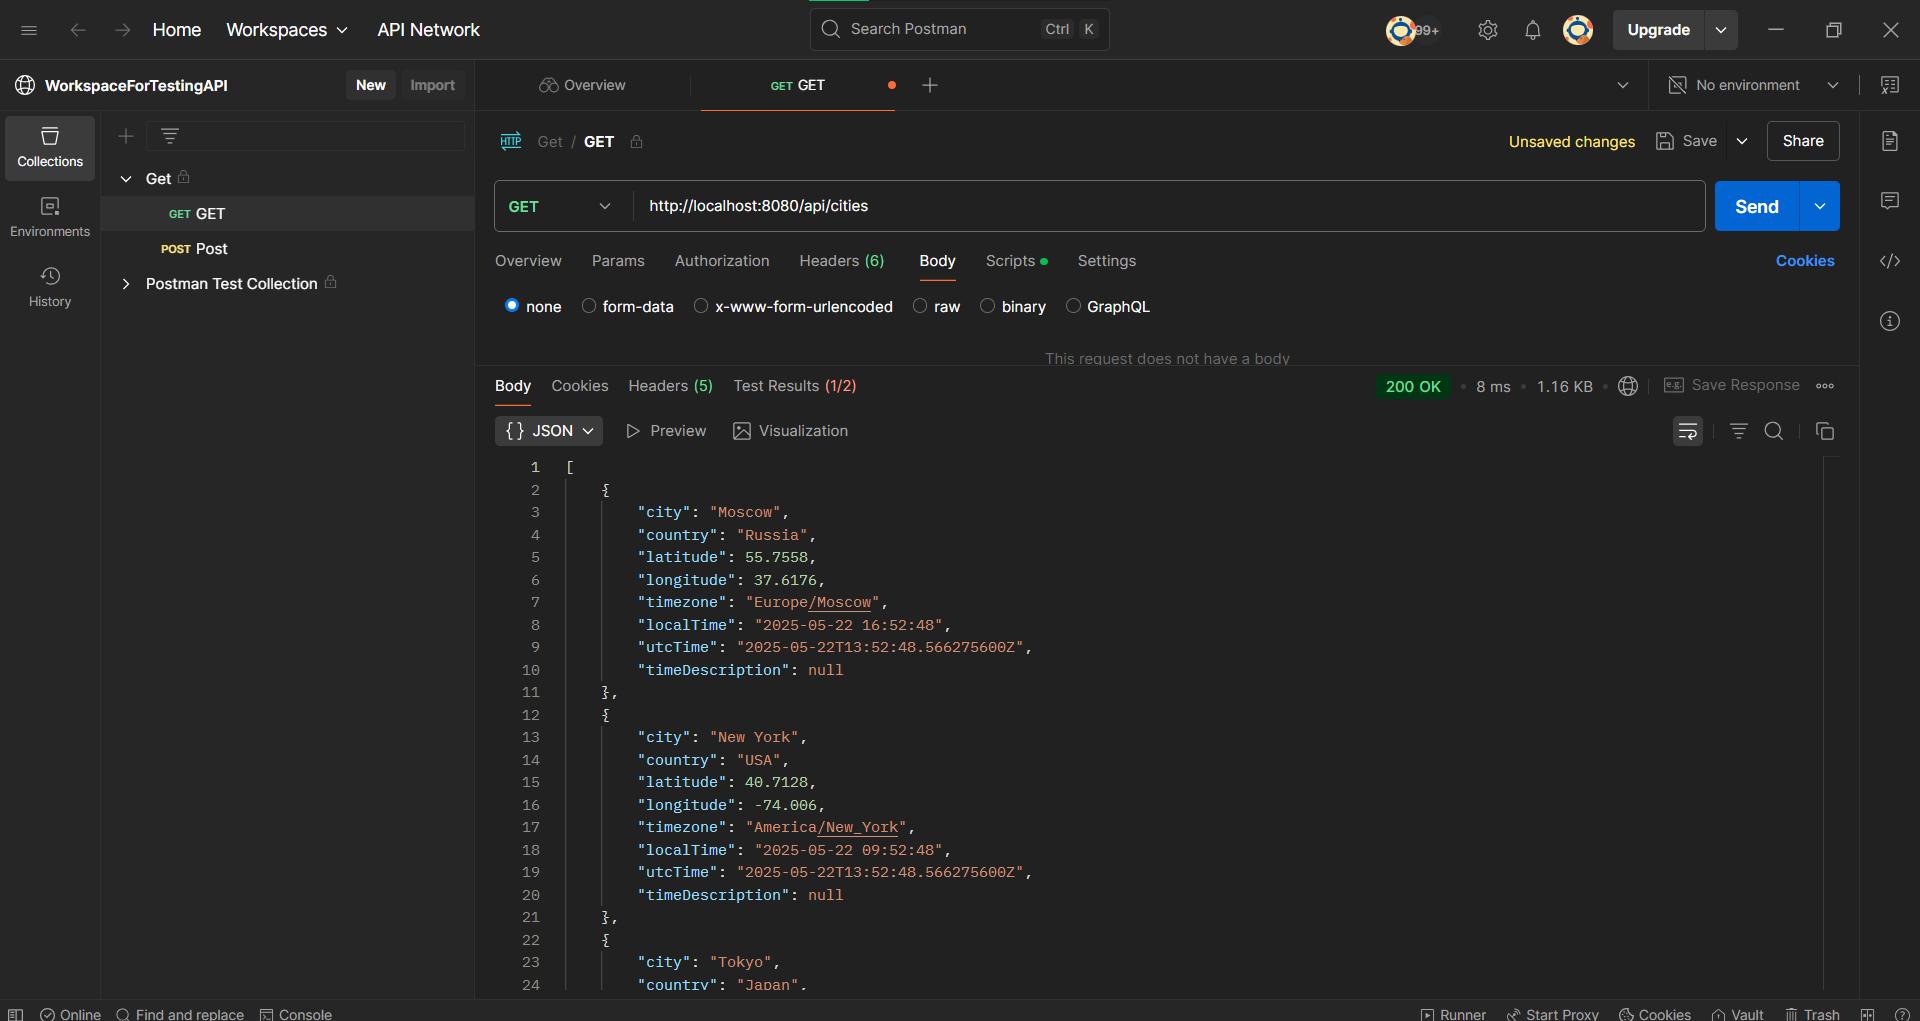 Home Workspaces API Network Search Postman Ctrl K 99+ Upgrade
WorkspaceForTestingAPI New Import Overview GET GET No environment
Collections
Environments
History
Get
GET GET
POST Post
Postman Test Collection
HTTP Get / GET Unsaved changes Save Share
GET http://localhost:8080/api/cities Send
Overview Params Authorization Headers (6) Body Scripts Settings Cookies
none form-data x-www-form-urlencoded raw binary GraphQL
This request does not have a body
Body Cookies Headers (5) Test Results (1/2) 200 OK 8 ms 1.16 KB e.g. Save Response
{} JSON Preview Visualization
1 [
2 {
3 "city": "Moscow",
4 "country": "Russia",
5 "latitude": 55.7558,
6 "longitude": 37.6176,
7 "timezone": "Europe/Moscow",
8 "localTime": "2025-05-22 16:52:48",
9 "utcTime": "2025-05-22T13:52:48.566275600Z",
10 "timeDescription": null
11 },
12 {
13 "city": "New York",
14 "country": "USA",
15 "latitude": 40.7128,
16 "longitude": -74.006,
17 "timezone": "America/New_York",
18 "localTime": "2025-05-22 09:52:48",
19 "utcTime": "2025-05-22T13:52:48.566275600Z",
20 "timeDescription": null
21 },
22 {
23 "city": "Tokyo",
24 "country": "Japan",
Online Find and replace Console Runner Start Proxy Cookies Vault Trash